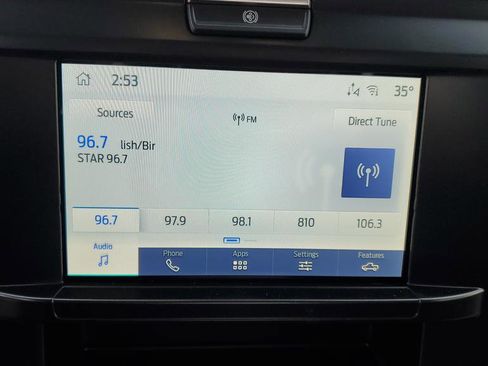 2:53
35°
Sources
FM
Direct Tune
96.7 lish/Bir
STAR 96.7
96.7 97.9 98.1 810 106.3
Audio Phone Apps Settings Features